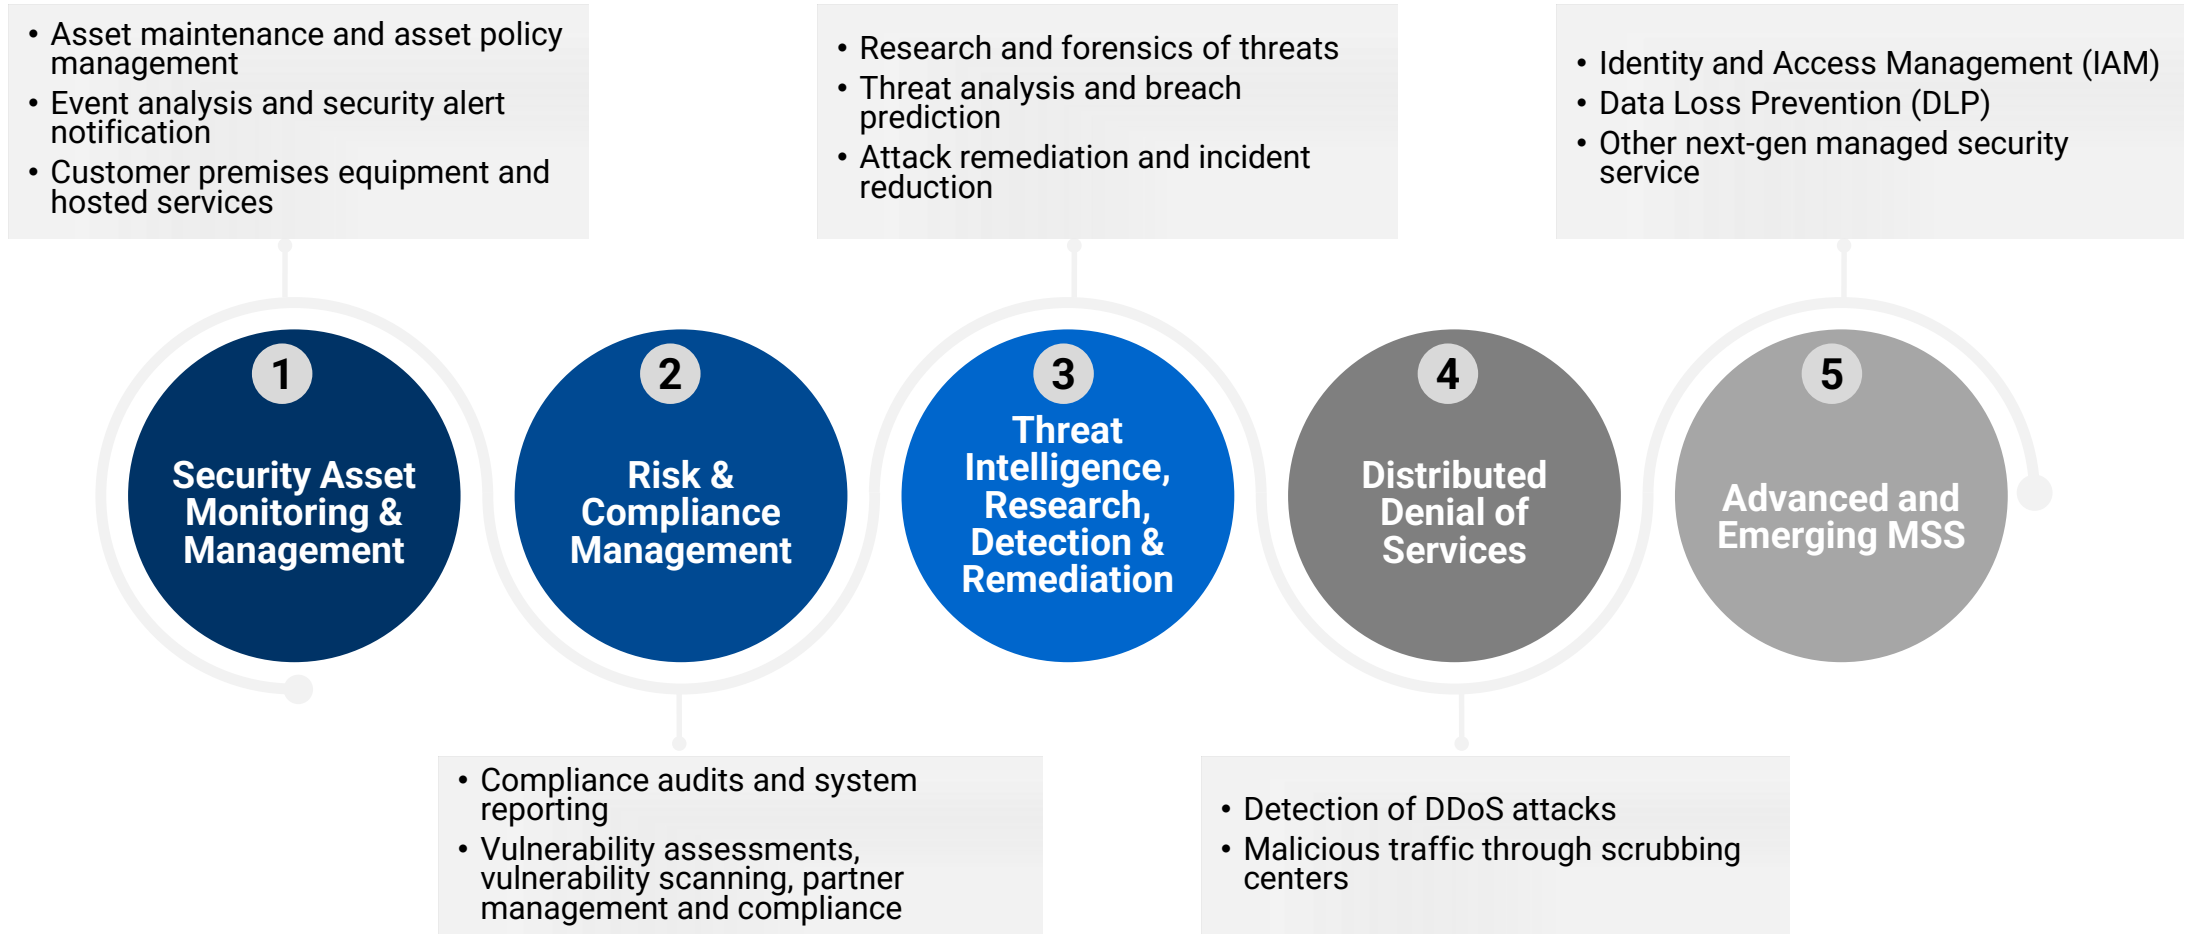 • Asset maintenance and asset policy
management
• Event analysis and security alert
notification
• Customer premises equipment and
hosted services
• Research and forensics of threats
• Threat analysis and breach
prediction
• Attack remediation and incident
reduction
• Identity and Access Management (IAM)
• Data Loss Prevention (DLP)
• Other next-gen managed security
service
1
Security Asset
Monitoring &
Management
2
Risk &
Compliance
Management
3
Threat
Intelligence,
Research,
Detection &
Remediation
4
Distributed
Denial of
Services
5
Advanced and
Emerging MSS
• Compliance audits and system
reporting
• Vulnerability assessments,
vulnerability scanning, partner
management and compliance
• Detection of DDoS attacks
• Malicious traffic through scrubbing
centers